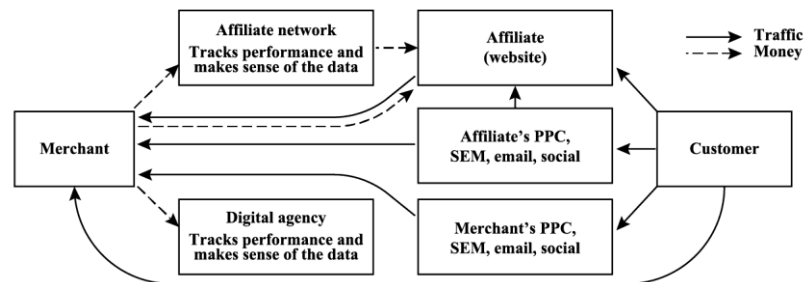 Affiliate network
Tracks performance and
makes sense of the data
Affiliate
(website)
Traffic
Money
Merchant
Affiliate's PPC,
SEM, email, social
Customer
Digital agency
Tracks performance and
makes sense of the data
Merchant's PPC,
SEM, email, social